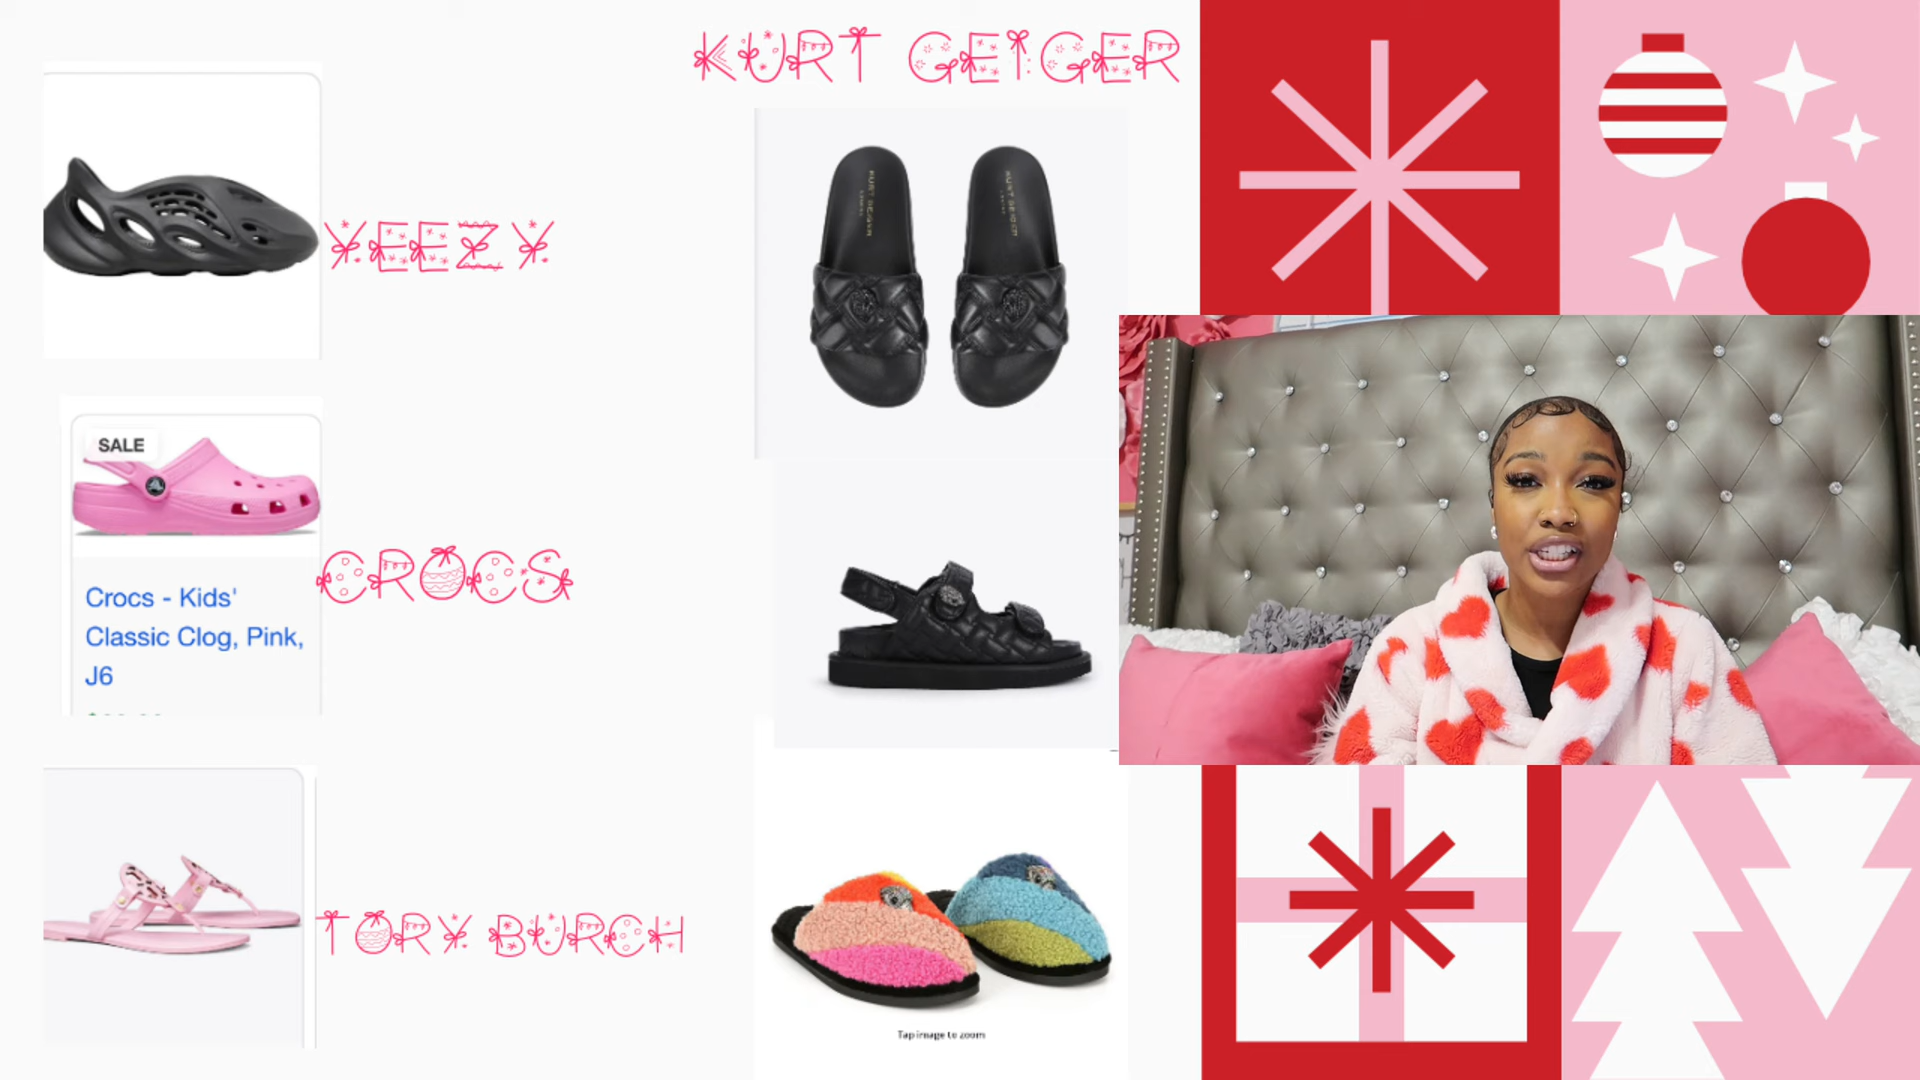 KURT GEIGER
YEEZY
SALE
CROCS
Crocs - Kids'
Classic Clog, Pink,
J6
TORY BURCH
Tap image to zoom